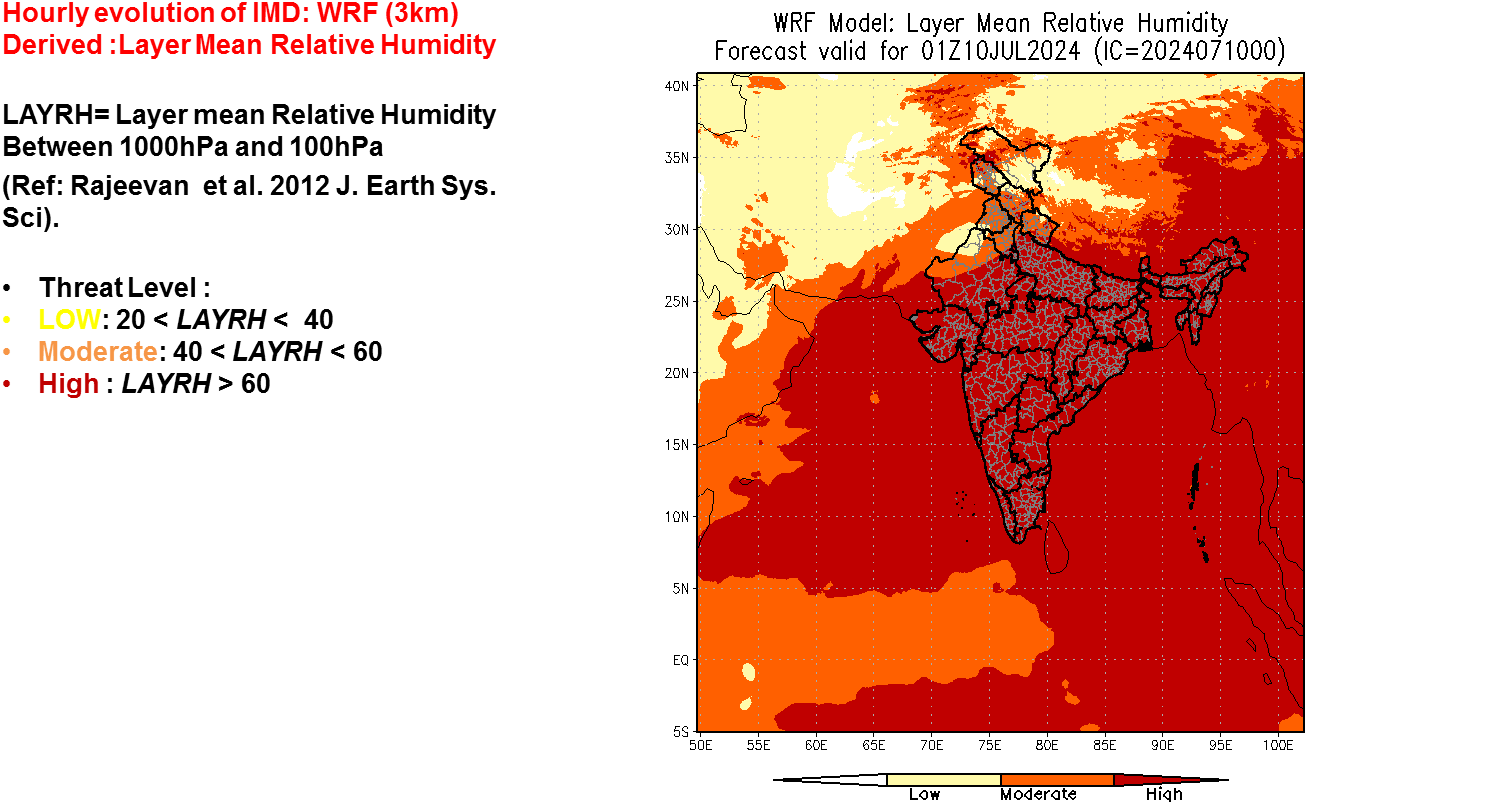 Hourly evolution of IMD: WRF (3km)
Derived :Layer Mean Relative Humidity
LAYRH= Layer mean Relative Humidity
Between 1000hPa and 100hPa
(Ref: Rajeevan et al. 2012 J. Earth Sys.
Sci).
• Threat Level :
• LOW: 20 < LAYRH < 40
• Moderate: 40 < LAYRH < 60
• High : LAYRH > 60
WRF Model: Layer Mean Relative Humidity
Forecast valid for 01Z10JUL2024 (IC=2024071000)
40N
35N
30N
25N
20N
15N
10N
5N
EQ
5S
50E 55E 60E 65E 70E 75E 80E 85E 90E 95E 100E
Low Moderate High